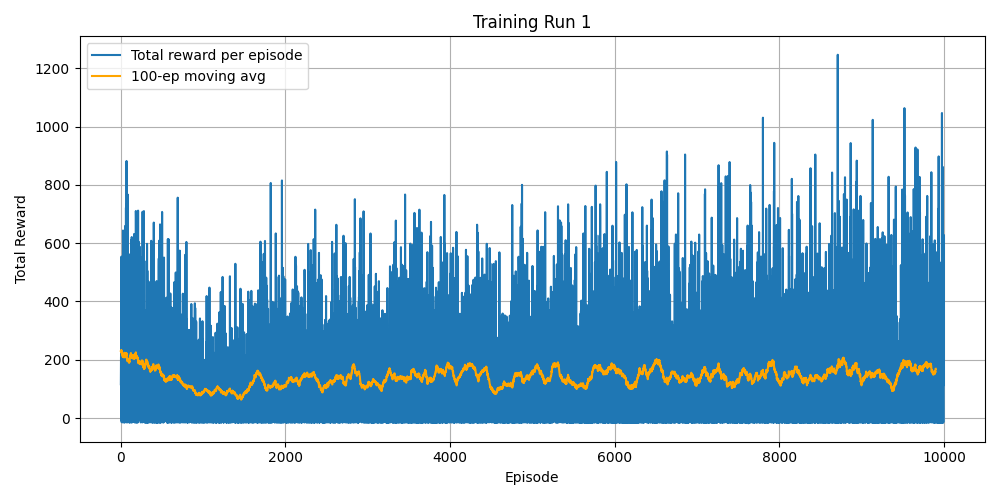 Training Run 1
Total reward per episode
100-ep moving avg
Total Reward
1200
1000
800
600
400
200
0
0 2000 4000 6000 8000 10000
Episode